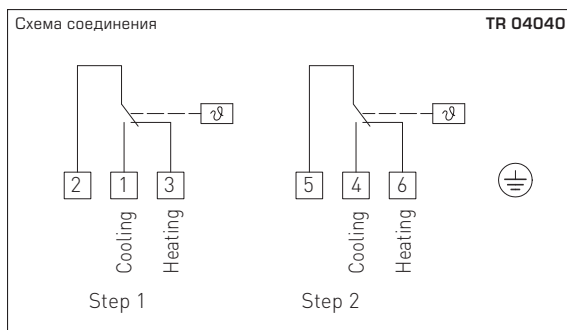 Схема соединения TR 04040
ϑ ϑ
2 1 3 5 4 6
Cooling Heating Cooling Heating
Step 1 Step 2